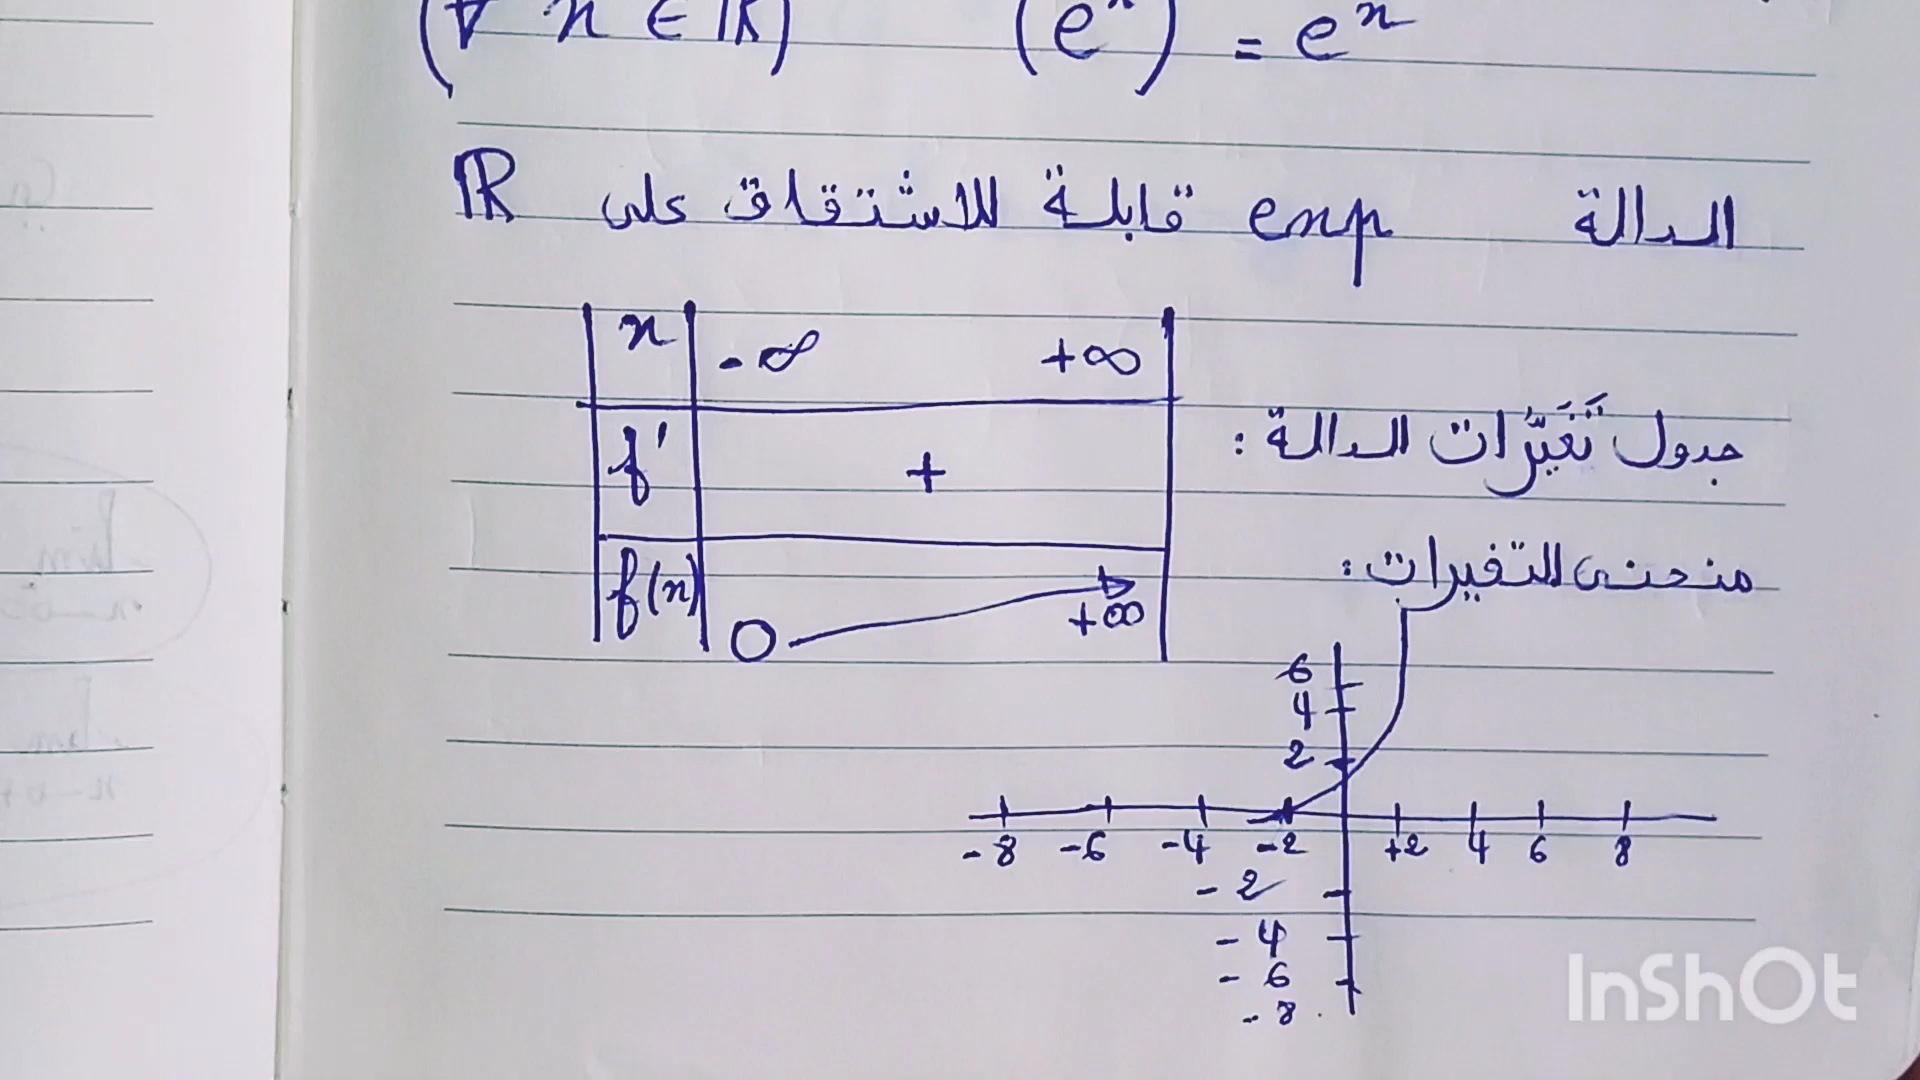 (∀ x ∈ ℝ) (eˣ) = eˣ
الدالة exp قابلة للاشتقاق على ℝ
x -∞ +∞
f' +
f(x) 0 +∞
جدول تَغَيُّرات الدالة :
منحنى التغيرات :
6
4
2
-8 -6 -4 -2 +2 4 6 8
-2
-4
-6
-8
InShOt